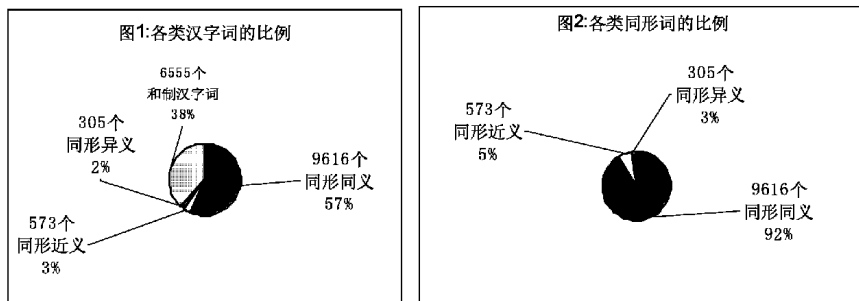 图1:各类汉字词的比例
6555个
和制汉字词
38%
305个
同形异义
2%
9616个
同形同义
57%
573个
同形近义
3%
图2:各类同形词的比例
305个
同形异义
3%
573个
同形近义
5%
9616个
同形同义
92%